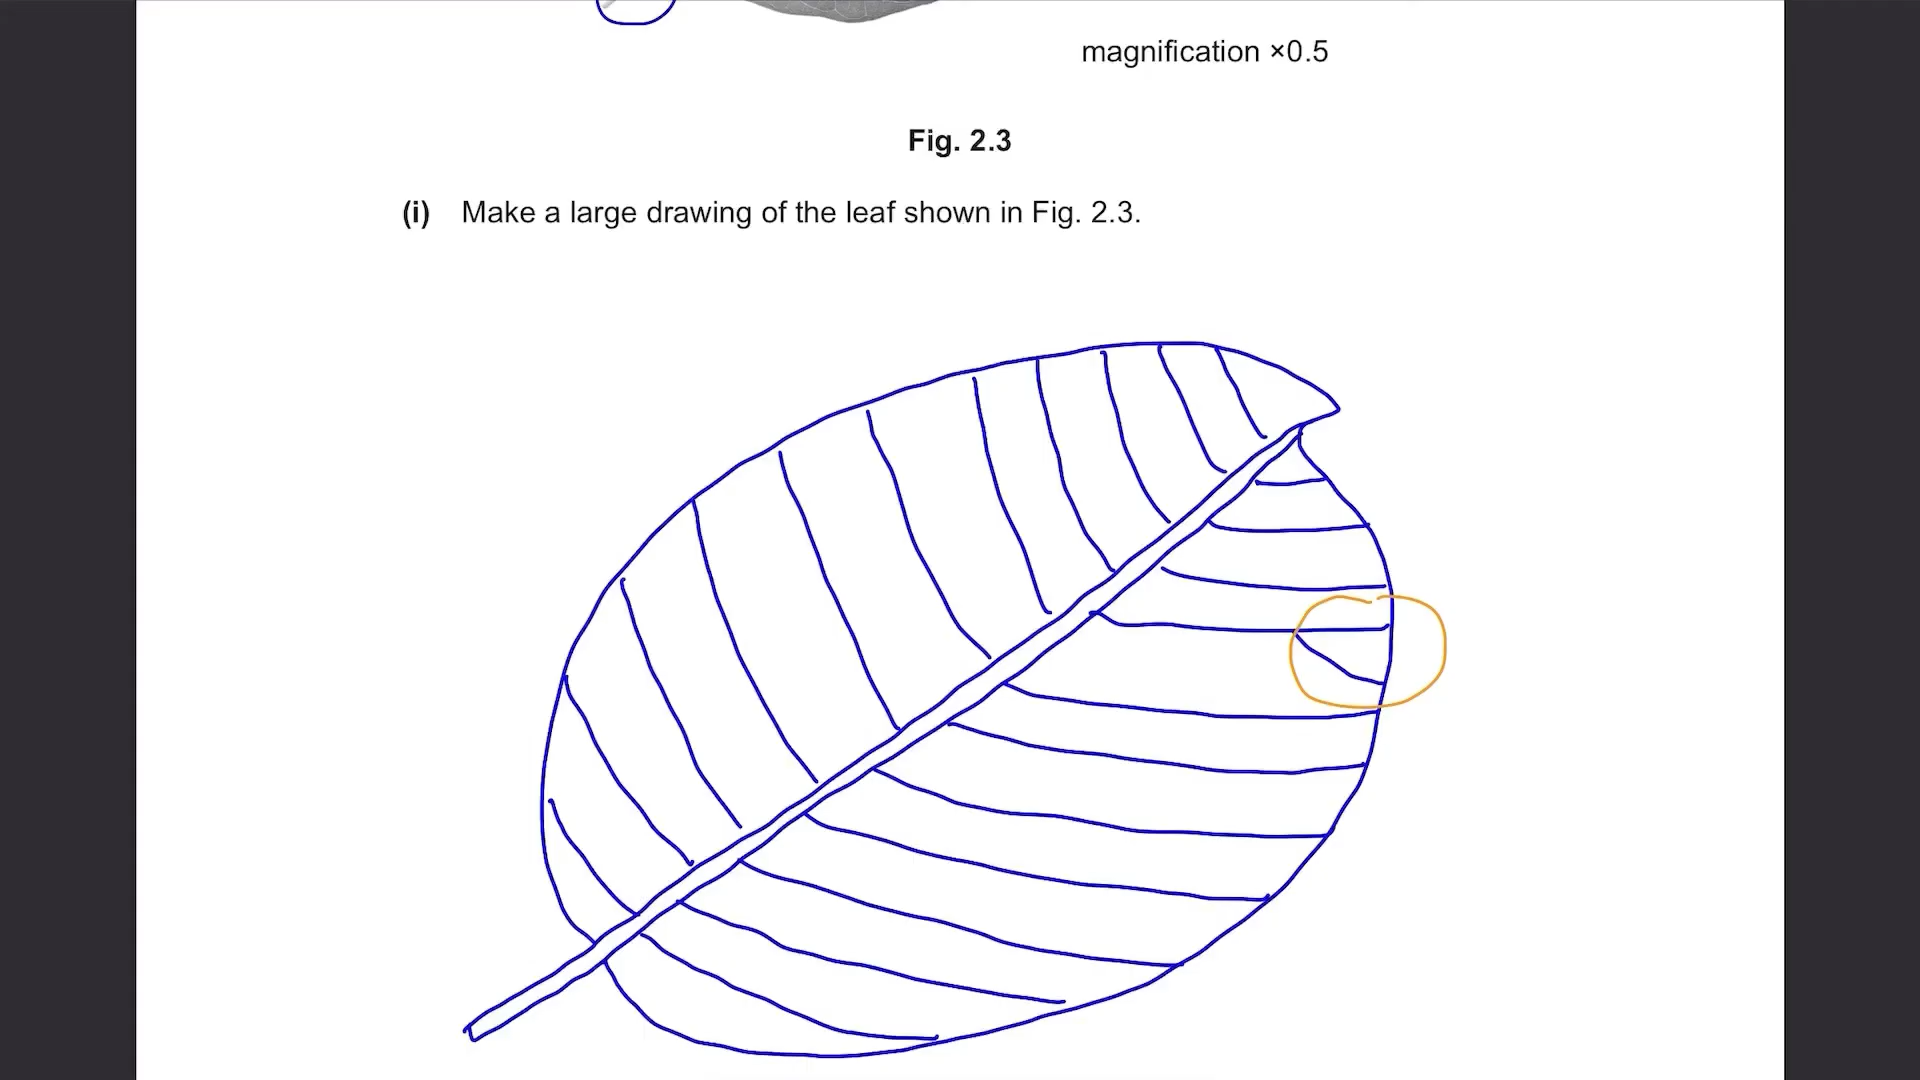 magnification ×0.5
Fig. 2.3
(i) Make a large drawing of the leaf shown in Fig. 2.3.